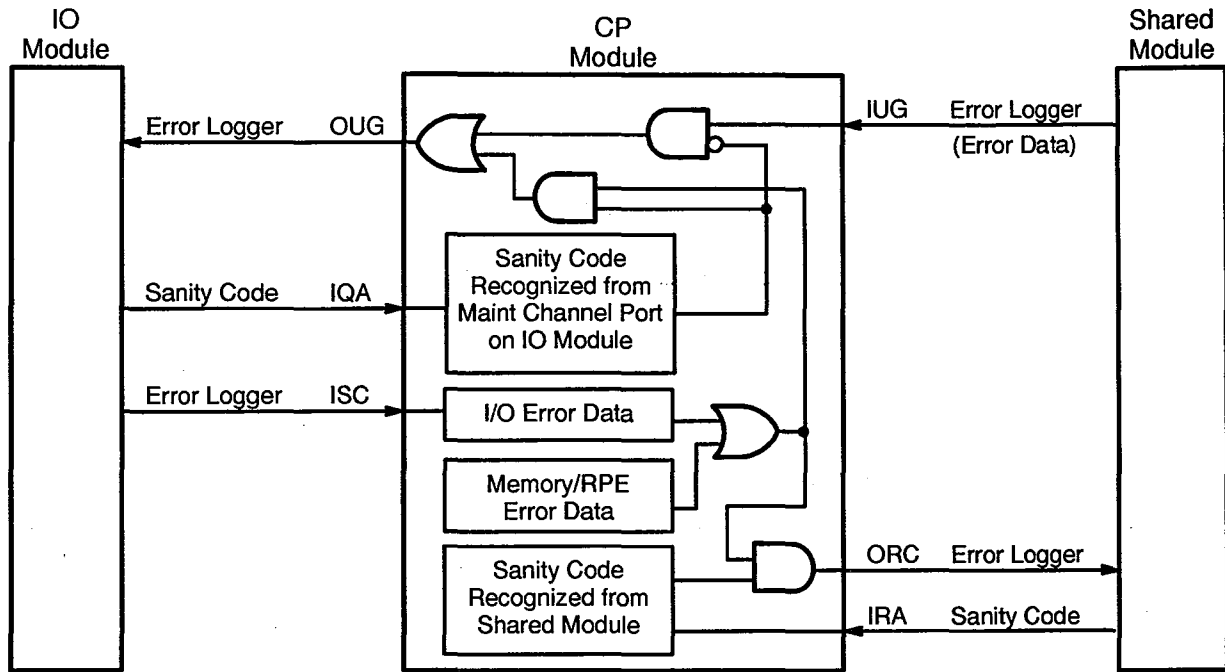 IO
Module
CP
Module
Shared
Module
Error Logger OUG
IUG Error Logger
(Error Data)
Sanity Code
Recognized from
Maint Channel Port
on IO Module
Sanity Code IQA
Error Logger ISC
I/O Error Data
Memory/RPE
Error Data
Sanity Code
Recognized from
Shared Module
ORC Error Logger
IRA Sanity Code